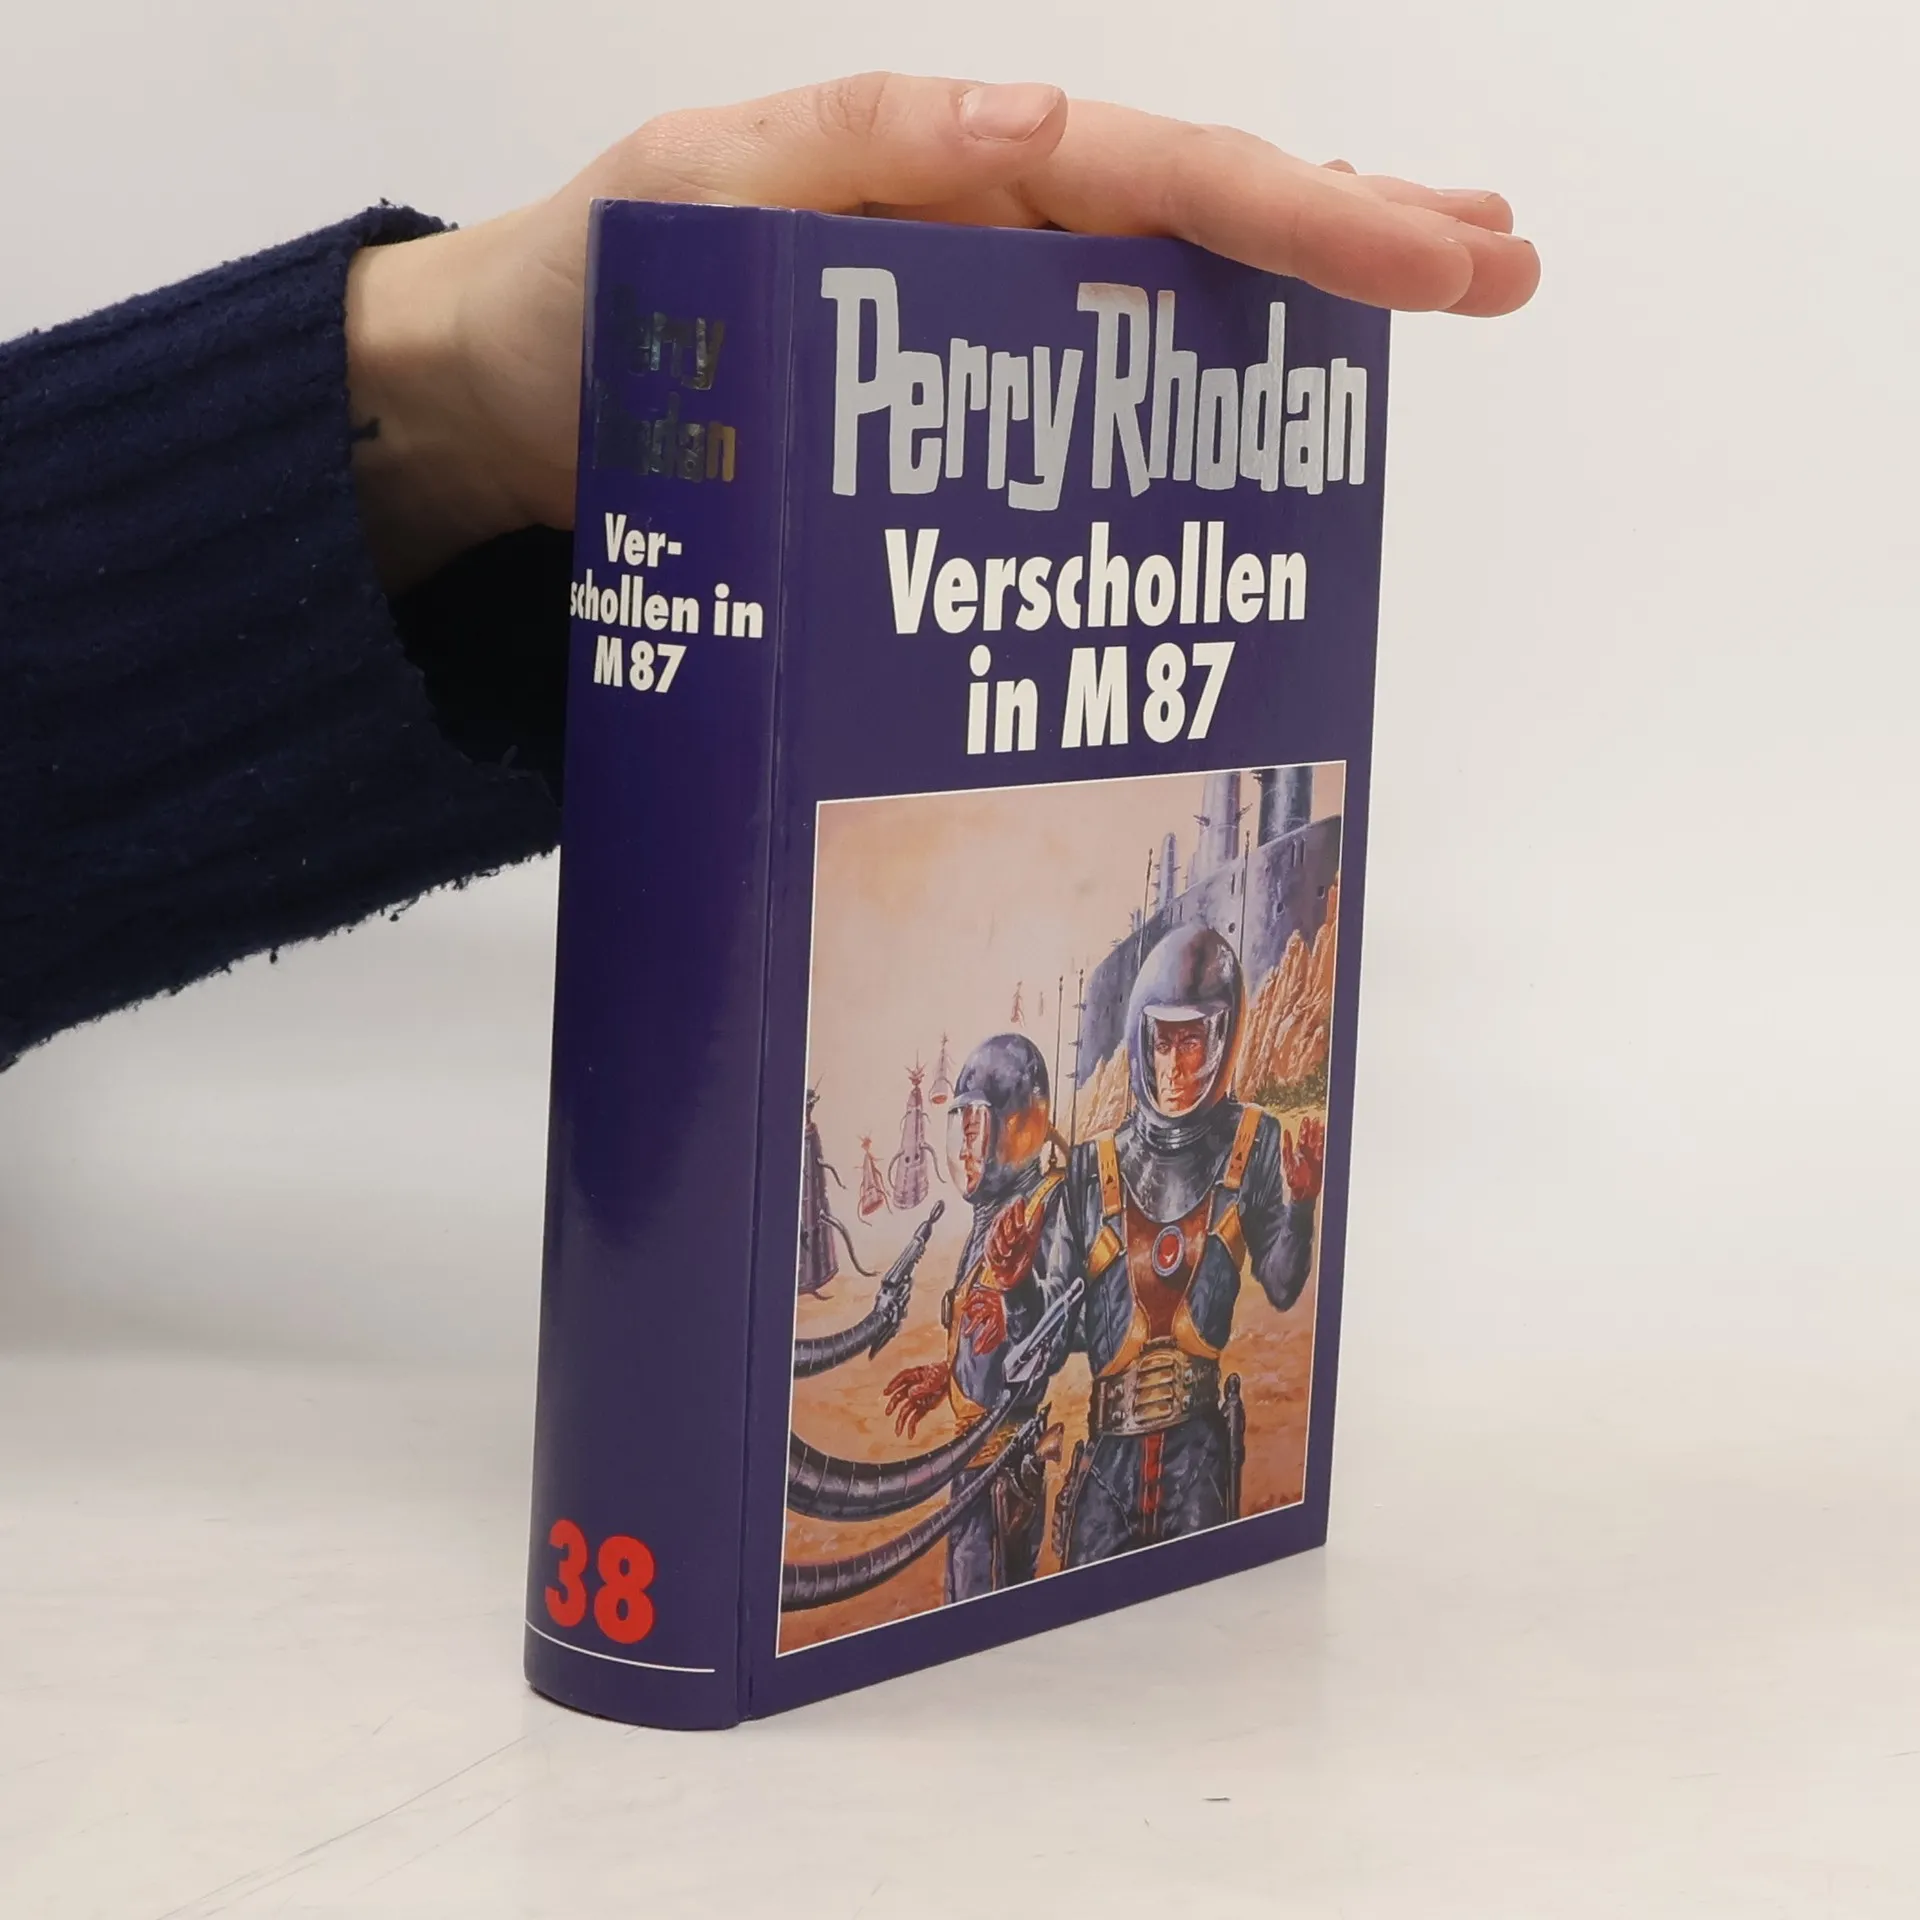 Perry
Rhodan
Ver-
schollen in
M 87
38
Perry Rhodan
Verschollen
in M 87